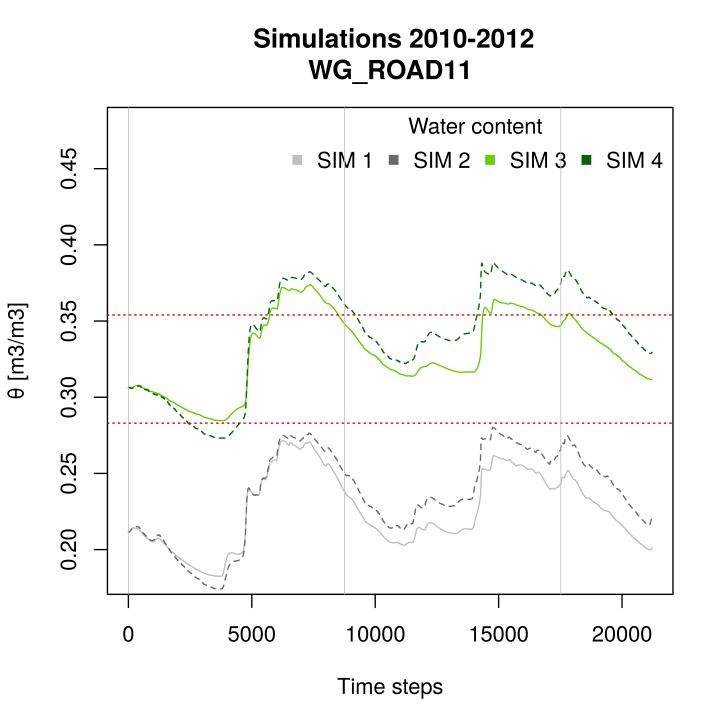 Simulations 2010-2012
WG_ROAD11
Water content
SIM 1 SIM 2 SIM 3 SIM 4
θ [m3/m3]
0.45
0.40
0.35
0.30
0.25
0.20
0 5000 10000 15000 20000
Time steps